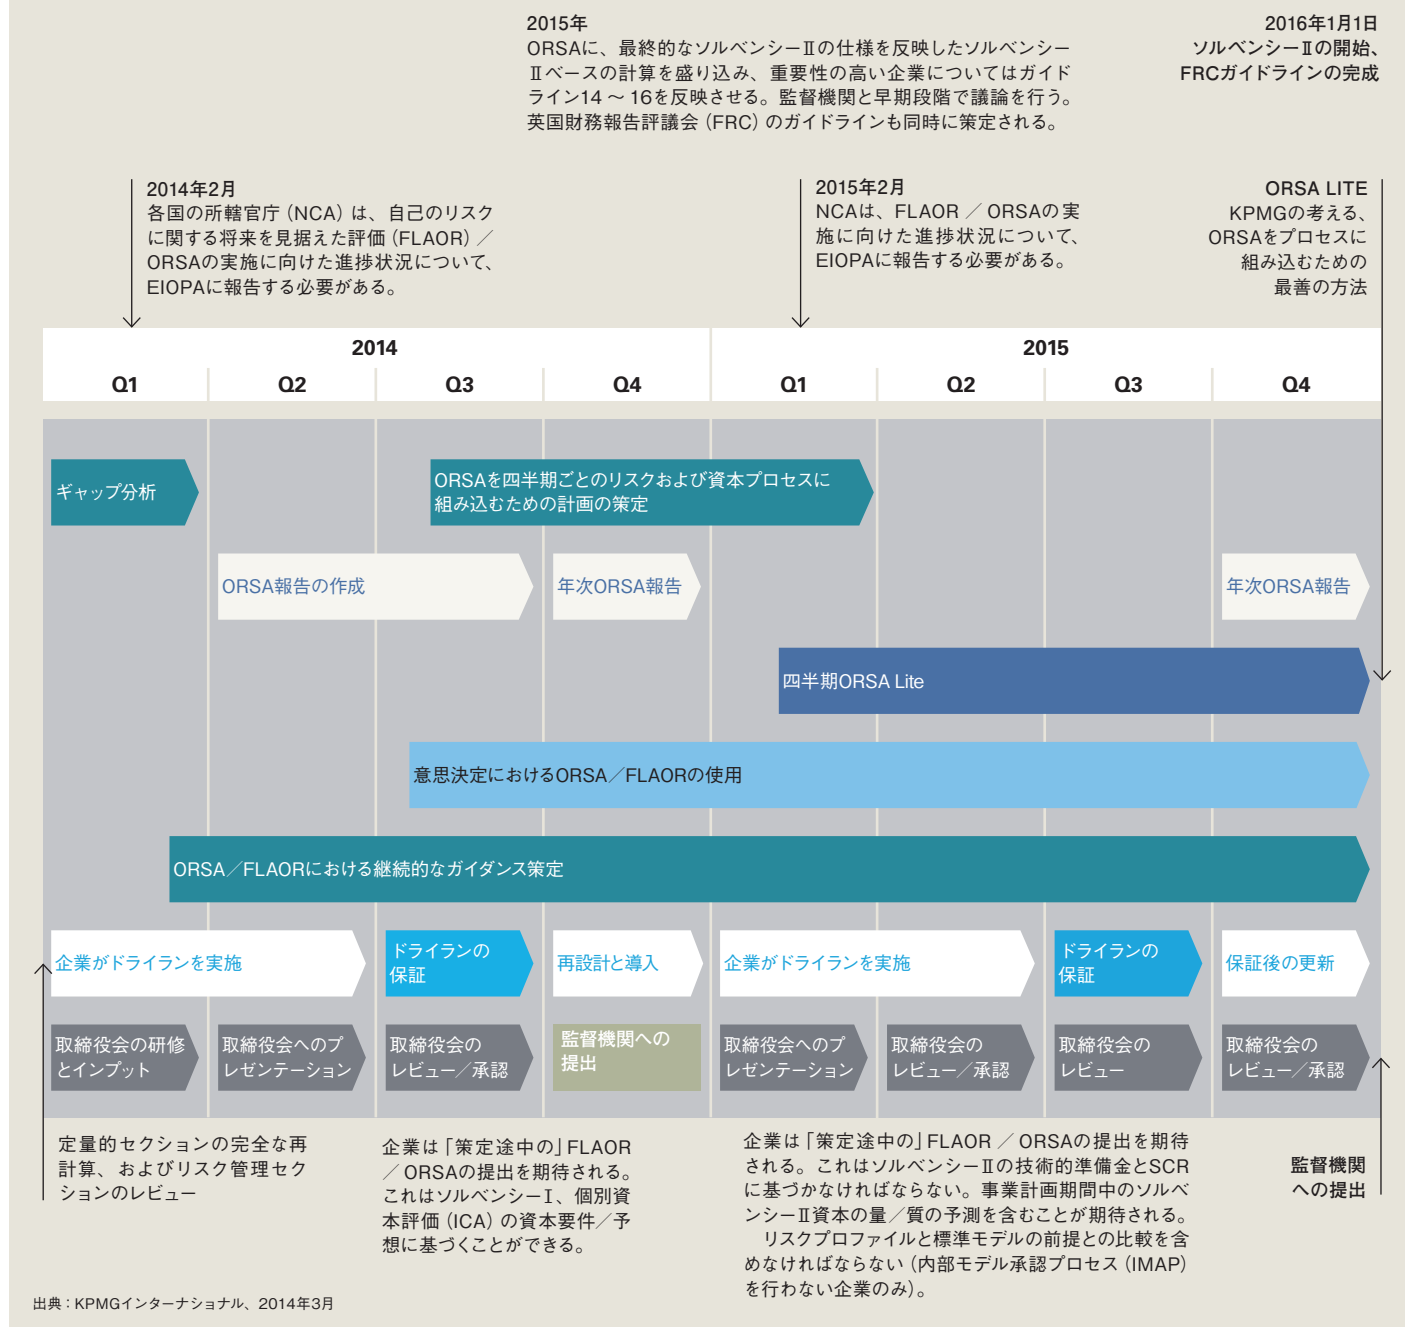 2015年
ORSAに、最終的なソルベンシーⅡの仕様を反映したソルベンシー
Ⅱベースの計算を盛り込み、重要性の高い企業についてはガイド
ライン14 ～ 16を反映させる。監督機関と早期段階で議論を行う。
英国財務報告評議会（FRC）のガイドラインも同時に策定される。
2016年1月1日
ソルベンシーⅡの開始、
FRCガイドラインの完成
2014年2月
各国の所轄官庁（NCA）は、自己のリスク
に関する将来を見据えた評価（FLAOR）／
ORSAの実施に向けた進捗状況について、
EIOPAに報告する必要がある。
2015年2月
NCAは、FLAOR ／ ORSAの実
施に向けた進捗状況について、
EIOPAに報告する必要がある。
ORSA LITE
KPMGの考える、
ORSAをプロセスに
組み込むための
最善の方法
2014
2015
Q1
Q2
Q3
Q4
Q1
Q2
Q3
Q4
ギャップ分析
ORSAを四半期ごとのリスクおよび資本プロセスに
組み込むための計画の策定
ORSA報告の作成
年次ORSA報告
年次ORSA報告
四半期ORSA Lite
意思決定におけるORSA／FLAORの使用
ORSA／FLAORにおける継続的なガイダンス策定
企業がドライランを実施
ドライランの
保証
再設計と導入
企業がドライランを実施
ドライランの
保証
保証後の更新
取締役会の研修
とインプット
取締役会へのプ
レゼンテーション
取締役会の
レビュー／承認
監督機関への
提出
取締役会へのプ
レゼンテーション
取締役会の
レビュー／承認
取締役会の
レビュー
取締役会の
レビュー／承認
定量的セクションの完全な再
計算、およびリスク管理セク
ションのレビュー
企業は「策定途中の」FLAOR
／ORSAの提出を期待される。
これはソルベンシーⅠ、個別資
本評価（ICA）の資本要件／予
想に基づくことができる。
企業は「策定途中の」FLAOR ／ORSAの提出を期待
される。これはソルベンシーⅡの技術的準備金とSCR
に基づかなければならない。事業計画期間中のソルベ
ンシーⅡ資本の量／質の予測を含むことが期待される。
リスクプロファイルと標準モデルの前提との比較を含
めなければならない（内部モデル承認プロセス（IMAP）
を行わない企業のみ）。
監督機関
への提出
出典：KPMGインターナショナル、2014年3月